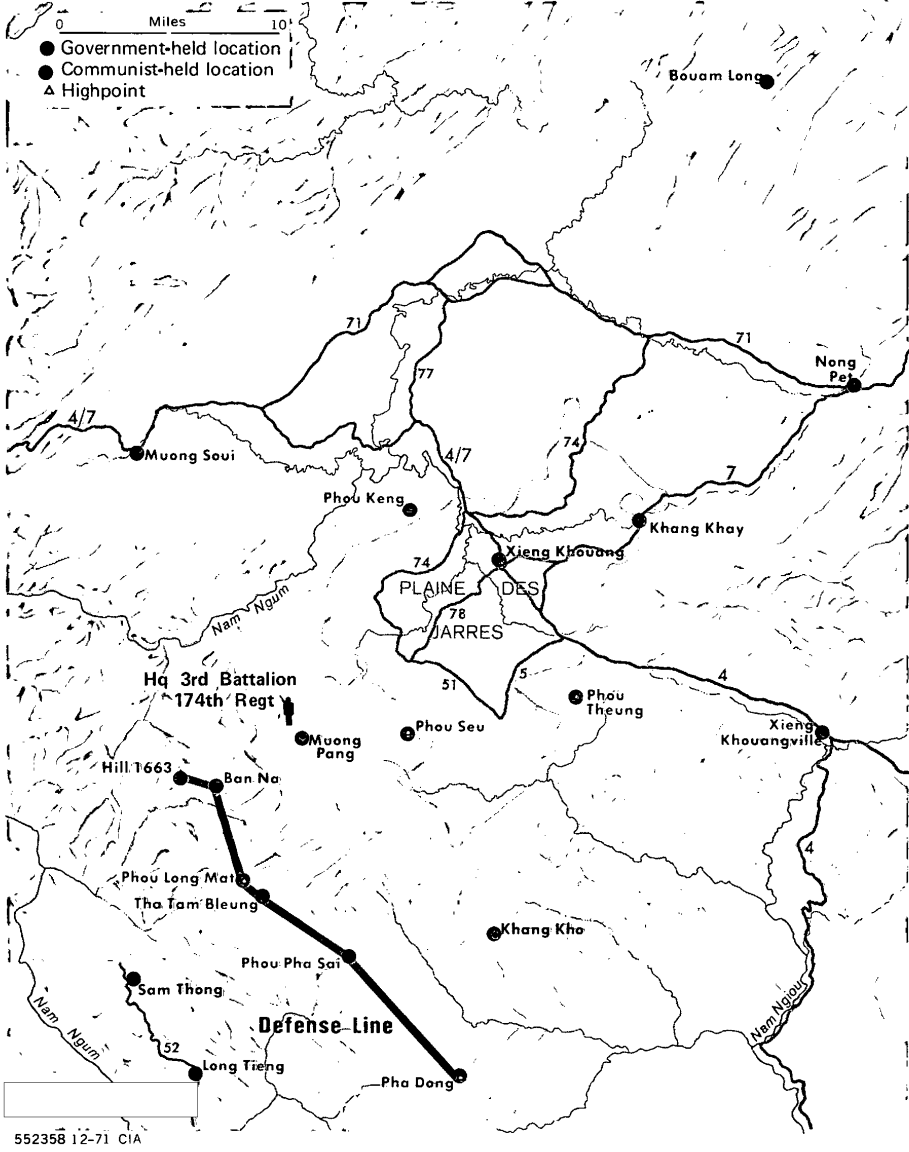 0 Miles 10
Government-held location
Communist-held location
Highpoint
Bouam Long
71
71
Nong
Pet
77
4/7
Muong Soui
74
4/7
7
Phou Keng
Khang Khay
Xieng Khouang
74
PLAINE DES
78
JARRES
Nam Ngum
Hq 3rd Battalion
174th Regt
51
5
4
Phou
Theung
Phou Seu
Muong
Pang
Xieng
Khouangville
Hill 1663
Ban Na
4
Phou Long Mat
Tha Tam Bleung
Khang Kho
Phou Pha Sai
Sam Thong
Nam Ngiou
Defense Line
Nam Ngum
52
Long Tieng
Pha Dong
552358 12-71 CIA